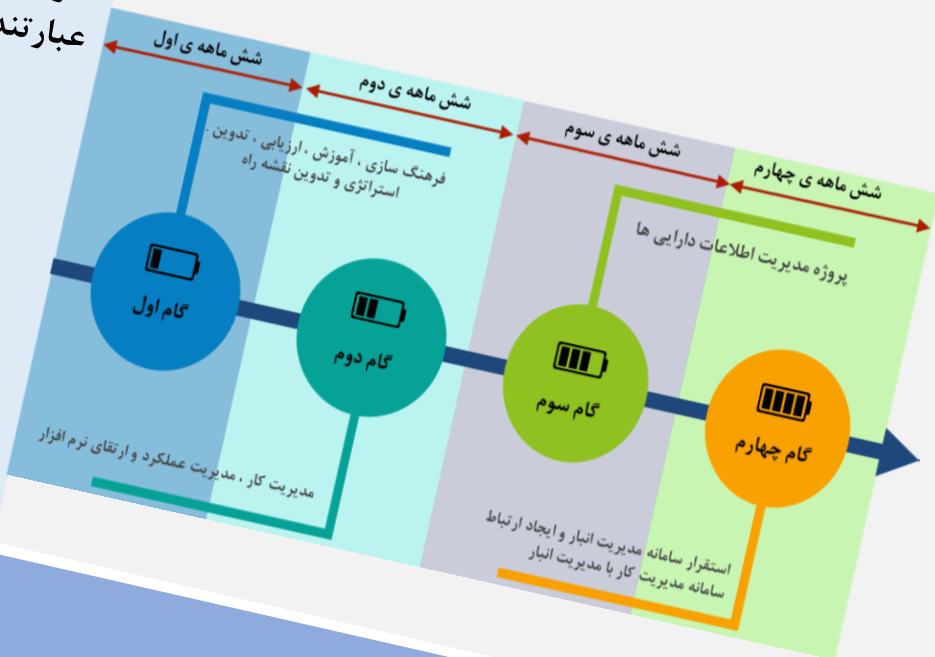 عبارتند
شش ماهه ی اول
شش ماهه ی دوم
شش ماهه ی سوم
شش ماهه ی چهارم
فرهنگ سازی ، آموزش ، ارزیابی ، تدوین .
استراتژی و تدوین نقشه راه
پروژه مدیریت اطلاعات دارایی ها
گام اول
گام دوم
گام سوم
گام چهارم
مدیریت کار ، مدیریت عملکرد و ارتقای نرم افزار
استقرار سامانه مدیریت انبار و ایجاد ارتباط
سامانه مدیریت کار با مدیریت انبار